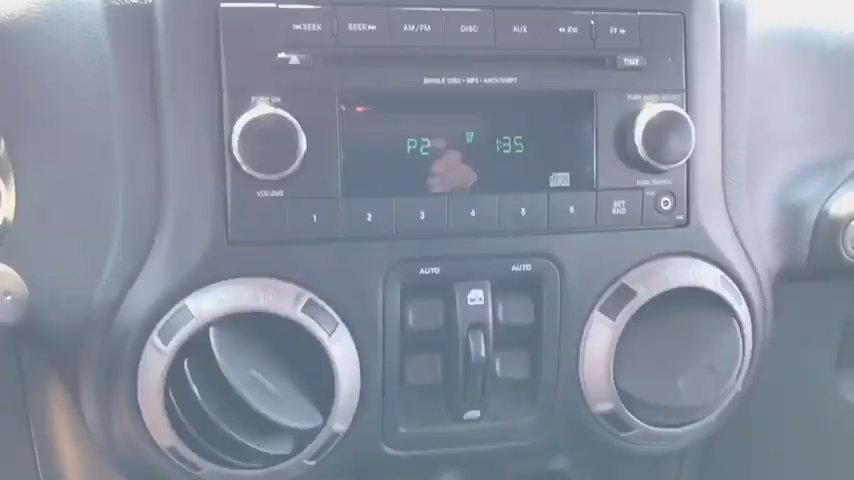 SEEK SEEK AM/FM DISC AUX RW FF
TIME
SINGLE DISC • MP3 • ANTI-THEFT
P2 1:35
VOLUME
1 2 3 4 5 6 SET RND
AUTO AUTO